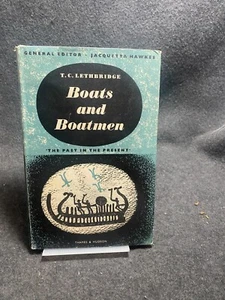 GENERAL EDITOR · JACQUETTA HAWKES
T. C. LETHBRIDGE
Boats
and
Boatmen
'THE PAST IN THE PRESENT'
THAMES & HUDSON